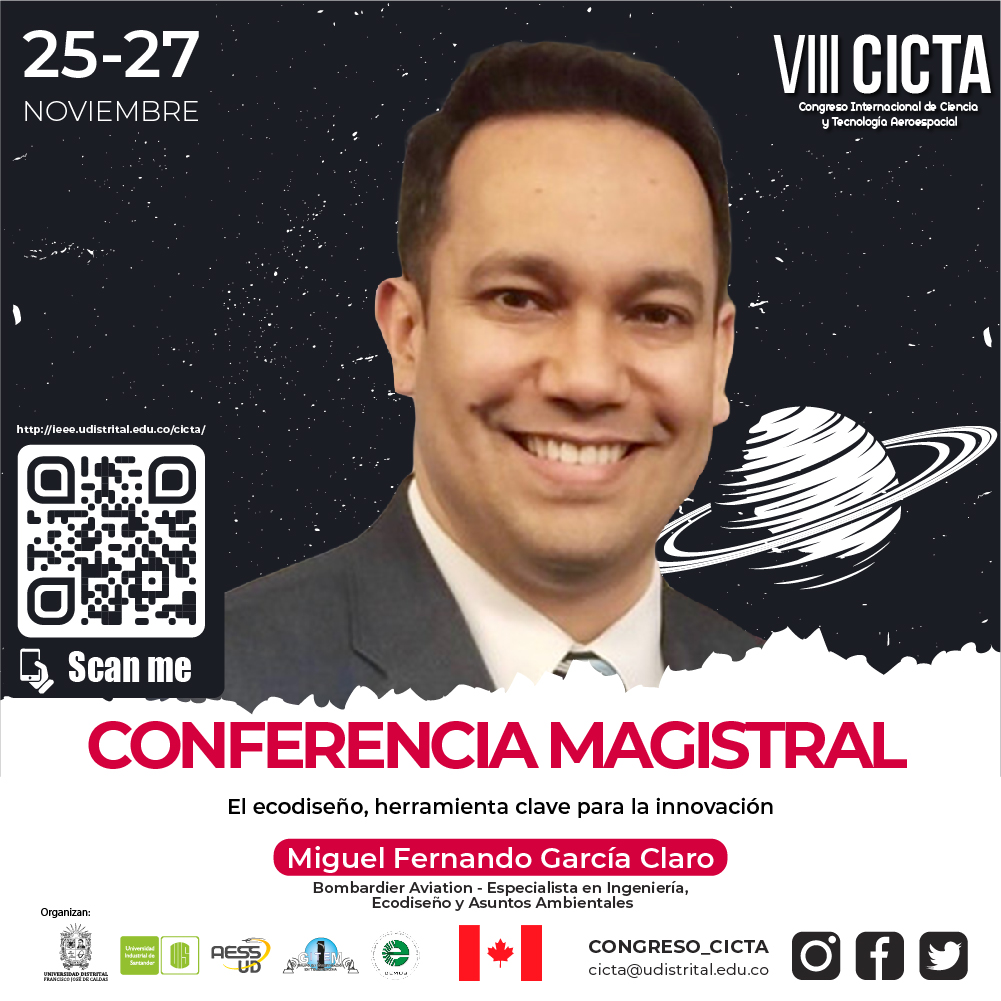 25-27
NOVIEMBRE
VIII CICTA
Congreso Internacional de Ciencia
y Tecnología Aeroespacial
http://ieee.udistrital.edu.co/cicta/
Scan me
CONFERENCIA MAGISTRAL
El ecodiseño, herramienta clave para la innovación
Miguel Fernando García Claro
Bombardier Aviation - Especialista en Ingeniería,
Ecodiseño y Asuntos Ambientales
Organizan:
UNIVERSIDAD DISTRITAL
FRANCISCO JOSÉ DE CALDAS
Universidad
Industrial de
Santander
UIS
AESS
UD
CONGRESO_CICTA
cicta@udistrital.edu.co